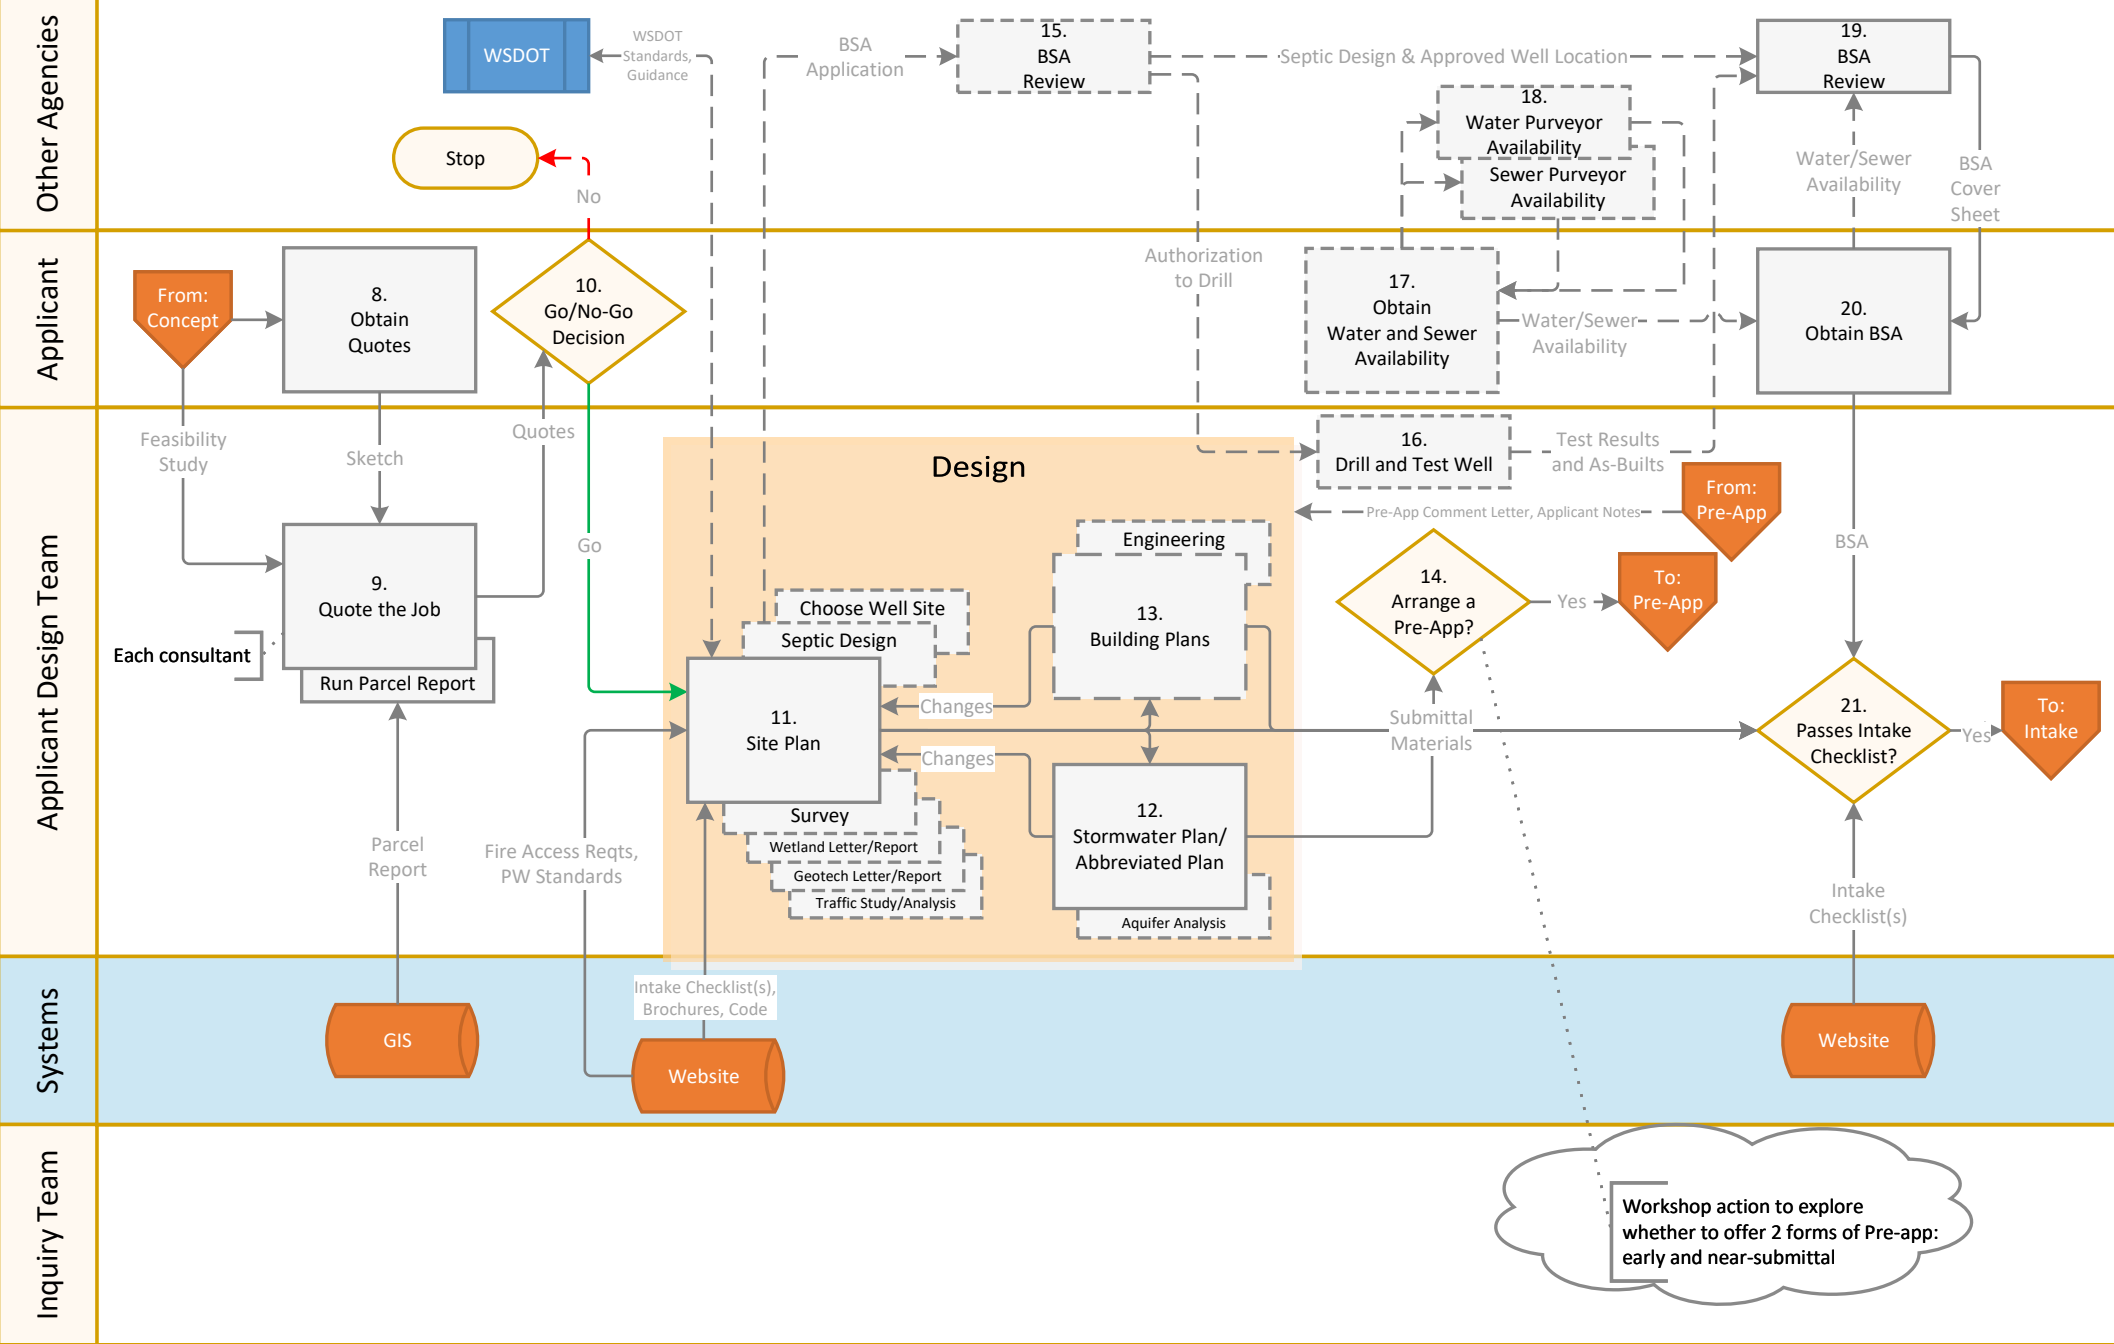 Other Agencies
WSDOT
WSDOT
Standards,
Guidance
BSA
Application
15.
BSA
Review
Septic Design & Approved Well Location
19.
BSA
Review
18.
Water Purveyor
Availability
Sewer Purveyor
Availability
Stop
No
Water/Sewer
Availability
BSA
Cover
Sheet
Applicant
From:
Concept
8.
Obtain
Quotes
10.
Go/No-Go
Decision
Authorization
to Drill
17.
Obtain
Water and Sewer
Availability
Water/Sewer
Availability
20.
Obtain BSA
Applicant Design Team
Feasibility
Study
Sketch
Quotes
Go
Design
16.
Drill and Test Well
Test Results
and As-Builts
From:
Pre-App
Pre-App Comment Letter, Applicant Notes
BSA
9.
Quote the Job
Each consultant
Run Parcel Report
Engineering
13.
Building Plans
Choose Well Site
Septic Design
14.
Arrange a
Pre-App?
Yes
To:
Pre-App
11.
Site Plan
Changes
Changes
Submittal
Materials
21.
Passes Intake
Checklist?
Yes
To:
Intake
Survey
Wetland Letter/Report
Geotech Letter/Report
Traffic Study/Analysis
12.
Stormwater Plan/
Abbreviated Plan
Aquifer Analysis
Parcel
Report
Fire Access Reqts,
PW Standards
Intake
Checklist(s)
Systems
Intake Checklist(s),
Brochures, Code
GIS
Website
Website
Inquiry Team
Workshop action to explore
whether to offer 2 forms of Pre-app:
early and near-submittal